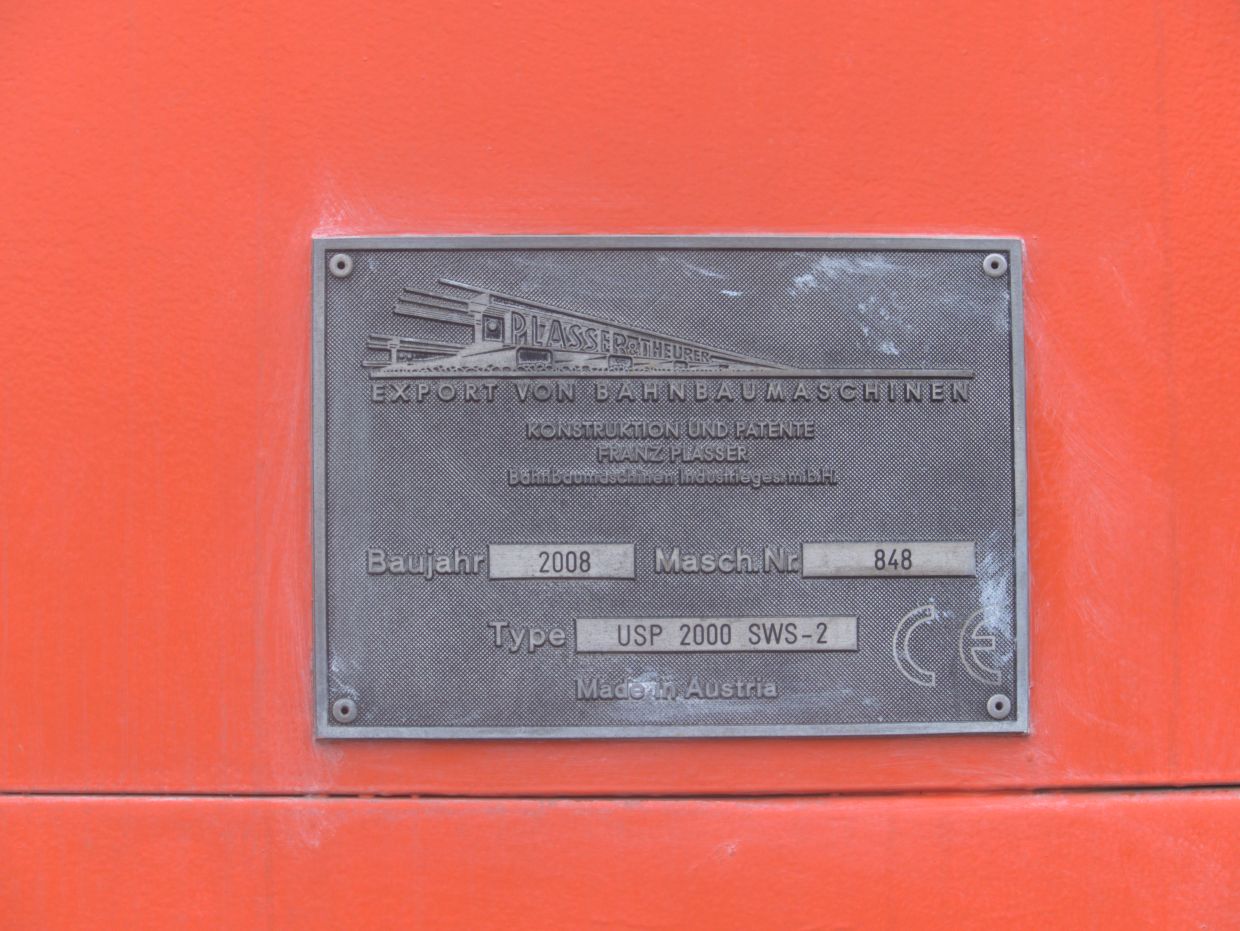 PLASSER & THEURER
EXPORT VON BAHNBAUMASCHINEN
KONSTRUKTION UND PATENTE
FRANZ PLASSER
Bahnbaumaschinen Industrieges.m.B.H.
Baujahr 2008 Masch.Nr. 848
Type USP 2000 SWS-2
CE
Made in Austria